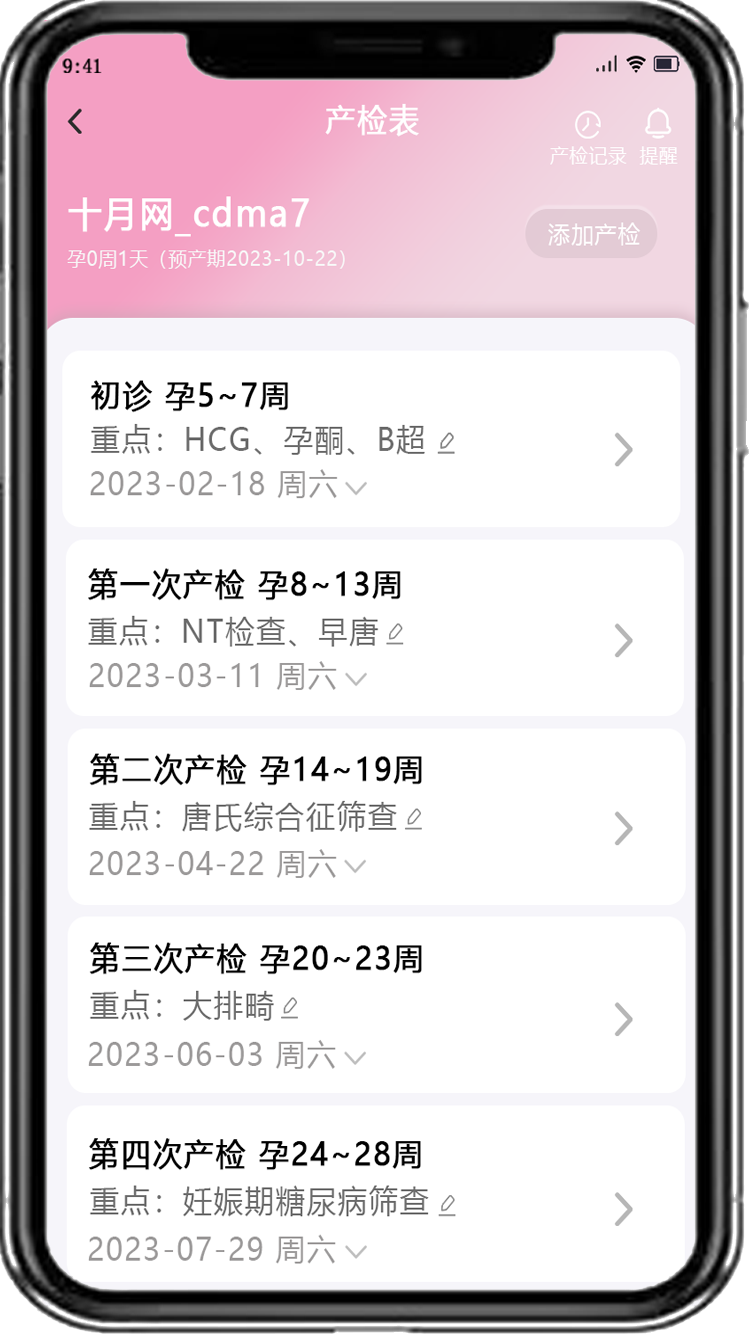 9:41
产检表
产检记录 提醒
十月网_cdma7
添加产检
孕0周1天（预产期2023-10-22）
初诊 孕5~7周
重点：HCG、孕酮、B超
2023-02-18 周六
第一次产检 孕8~13周
重点：NT检查、早唐
2023-03-11 周六
第二次产检 孕14~19周
重点：唐氏综合征筛查
2023-04-22 周六
第三次产检 孕20~23周
重点：大排畸
2023-06-03 周六
第四次产检 孕24~28周
重点：妊娠期糖尿病筛查
2023-07-29 周六